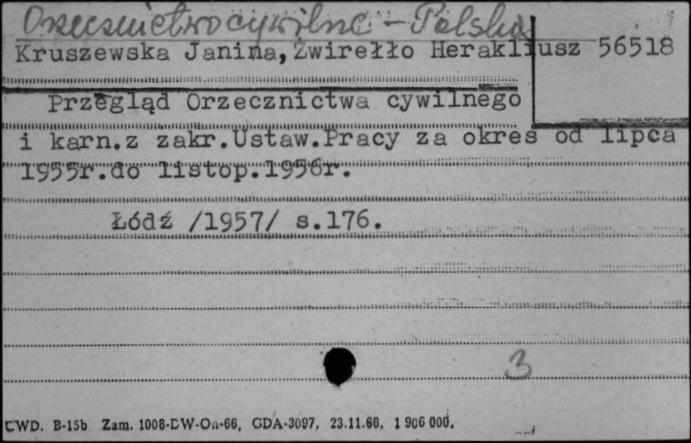 Orzecznictwo cywilne - Polska
Kruszewska Janina, Żwirełło Herakliusz 56518
Przegląd Orzecznictwa cywilnego
i karn.z zakr.Ustaw.Pracy za okres od lipca
1955r.do listop.1956r.
Łódź /1957/ s.176.
3
CWD. B-15b Zam. 1008-DW-On-66, GDA-3097, 23.11.66, 1 906 000.